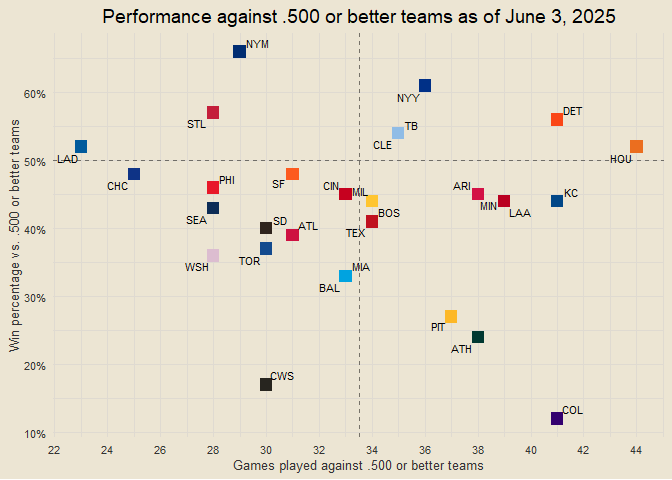 Performance against .500 or better teams as of June 3, 2025
Win percentage vs. .500 or better teams
60%
50%
40%
30%
20%
10%
NYM
NYY
DET
STL
TB
CLE
LAD
HOU
CHC
PHI
SF
CIN
MIL
ARI
MIN
LAA
KC
SEA
SD
ATL
BOS
TEX
WSH
TOR
MIA
BAL
PIT
ATH
CWS
COL
22 24 26 28 30 32 34 36 38 40 42 44
Games played against .500 or better teams